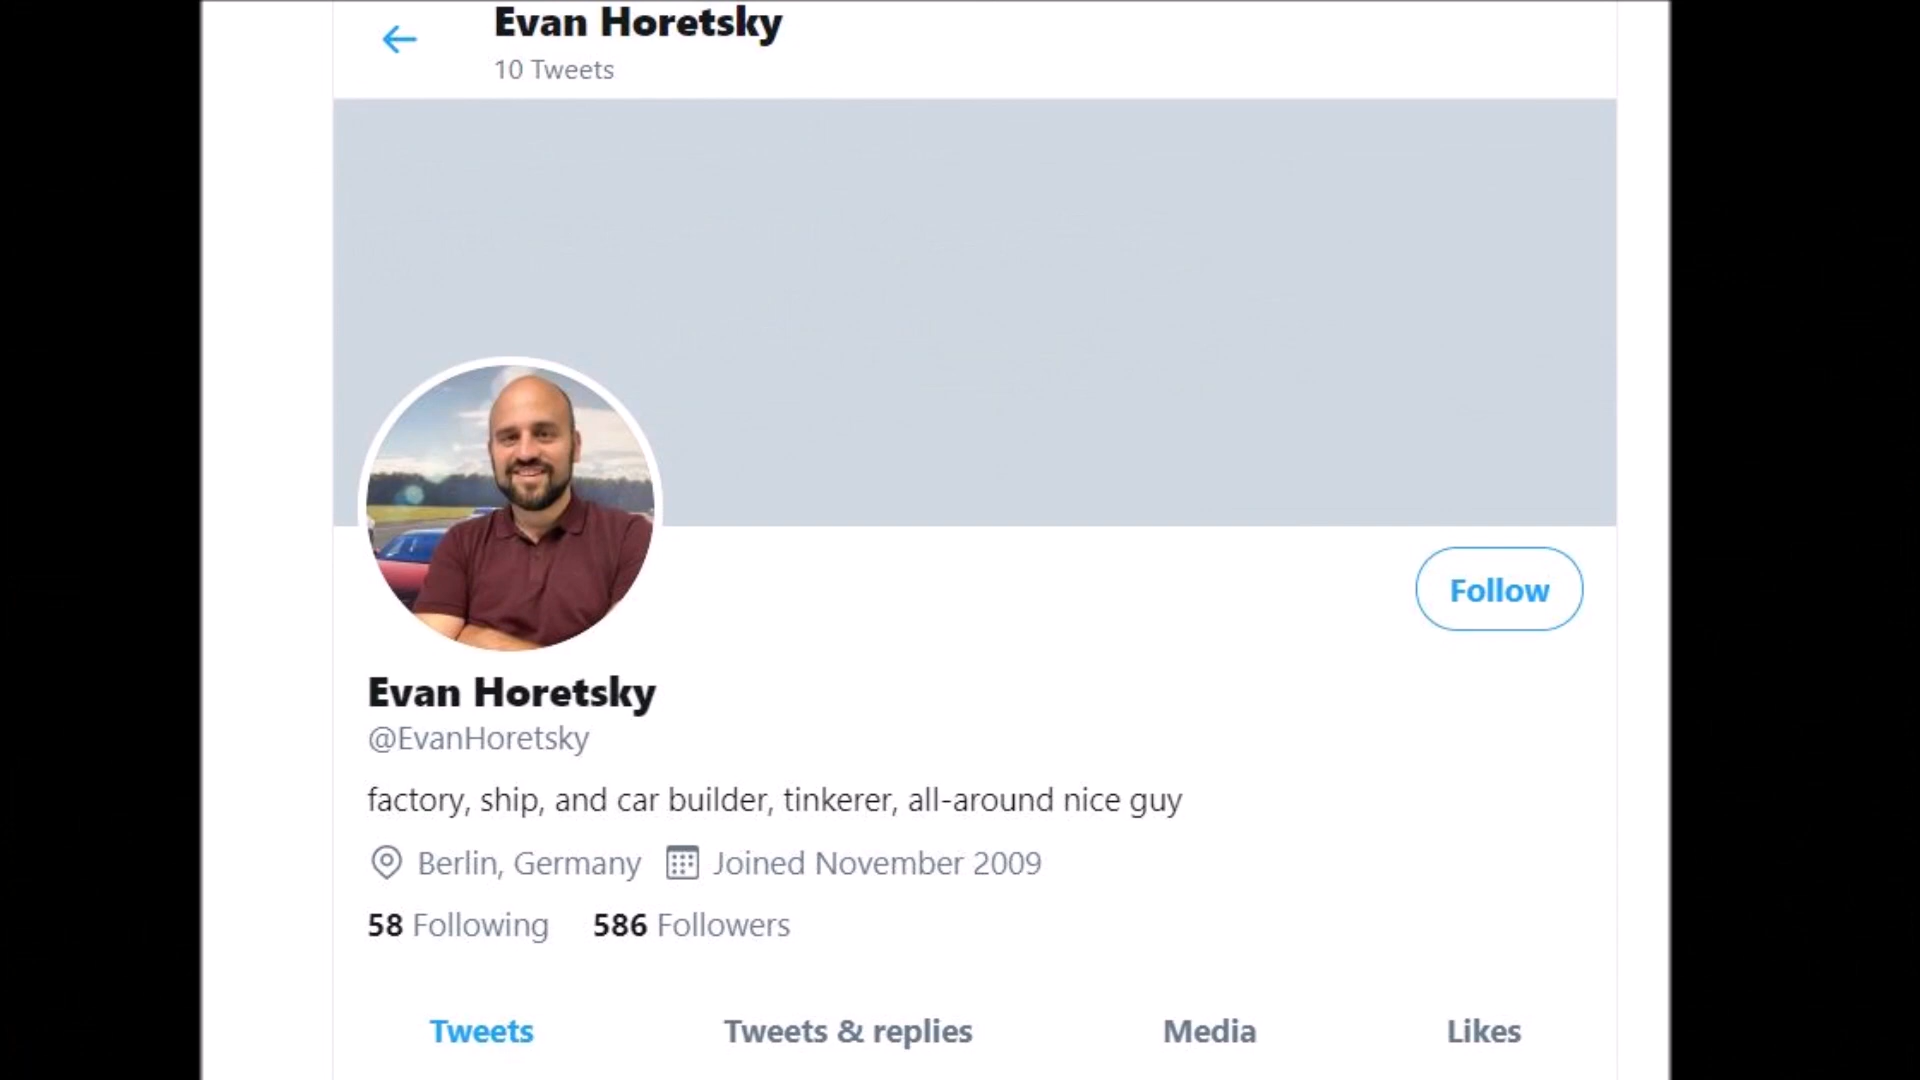 Evan Horetsky
10 Tweets
Follow
Evan Horetsky
@EvanHoretsky
factory, ship, and car builder, tinkerer, all-around nice guy
Berlin, Germany Joined November 2009
58 Following 586 Followers
Tweets Tweets & replies Media Likes